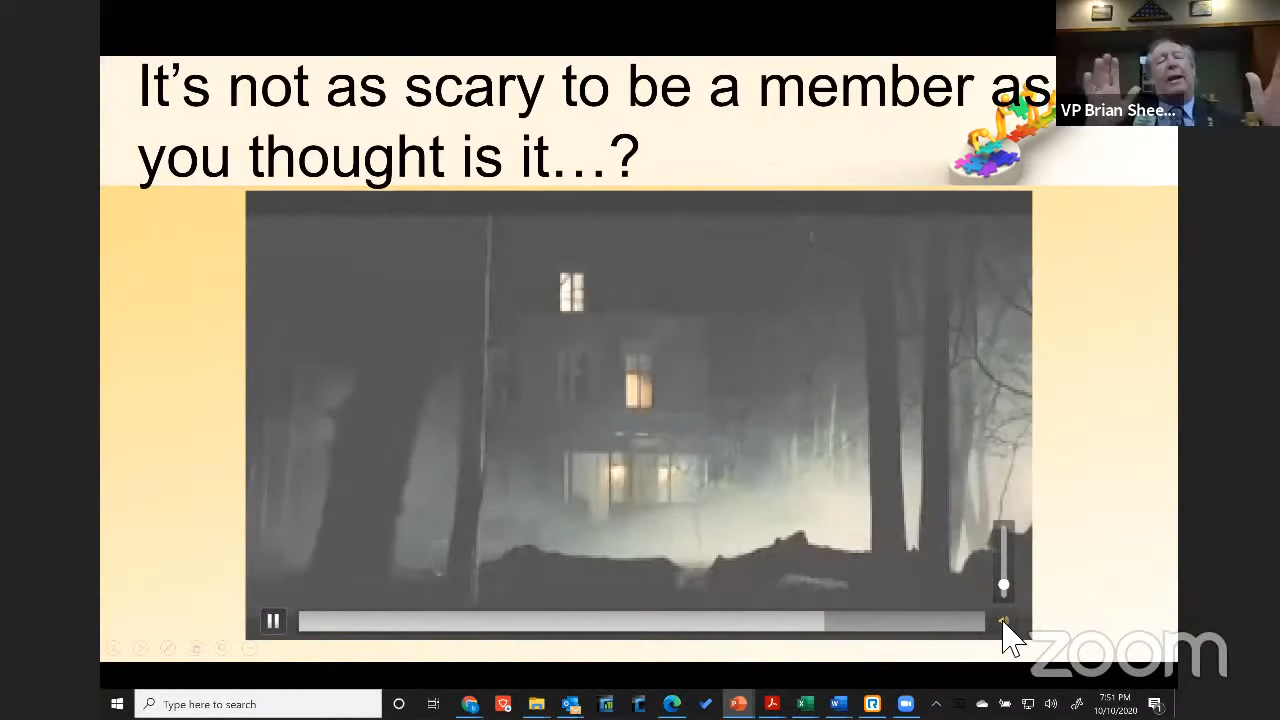 It's not as scary to be a member as
you thought is it…?
VP Brian Shee...
zoom
Type here to search
7:51 PM
10/10/2020